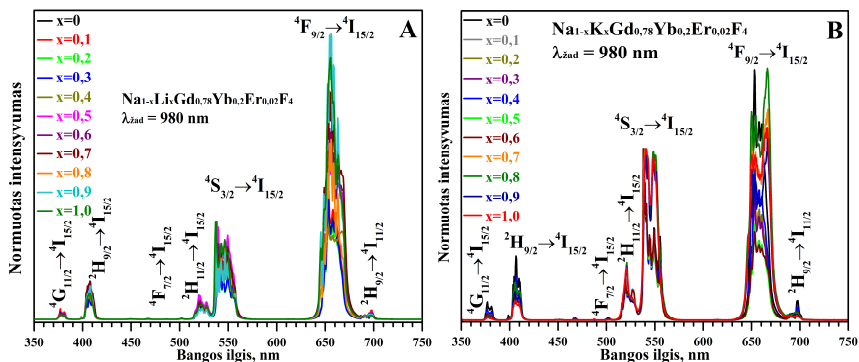 A
Normuotas intensyvumas
x=0
x=0,1
x=0,2
x=0,3
x=0,4
x=0,5
x=0,6
x=0,7
x=0,8
x=0,9
x=1,0
Na₁₋ₓLiₓGd₀,₇₈Yb₀,₂Er₀,₀₂F₄
λžad = 980 nm
⁴G₁₁/₂→⁴I₁₅/₂
²H₉/₂→⁴I₁₅/₂
⁴F₇/₂→⁴I₁₅/₂
²H₁₁/₂→⁴I₁₅/₂
⁴S₃/₂→⁴I₁₅/₂
⁴F₉/₂→⁴I₁₅/₂
²H₉/₂→⁴I₁₁/₂
350 400 450 500 550 600 650 700 750
Bangos ilgis, nm
B
Normuotas intensyvumas
x=0
x=0,1
x=0,2
x=0,3
x=0,4
x=0,5
x=0,6
x=0,7
x=0,8
x=0,9
x=1,0
Na₁₋ₓKₓGd₀,₇₈Yb₀,₂Er₀,₀₂F₄
λžad = 980 nm
⁴G₁₁/₂→⁴I₁₅/₂
²H₉/₂→⁴I₁₅/₂
⁴F₇/₂→⁴I₁₅/₂
²H₁₁/₂→⁴I₁₅/₂
⁴S₃/₂→⁴I₁₅/₂
⁴F₉/₂→⁴I₁₅/₂
²H₉/₂→⁴I₁₁/₂
350 400 450 500 550 600 650 700 750
Bangos ilgis, nm